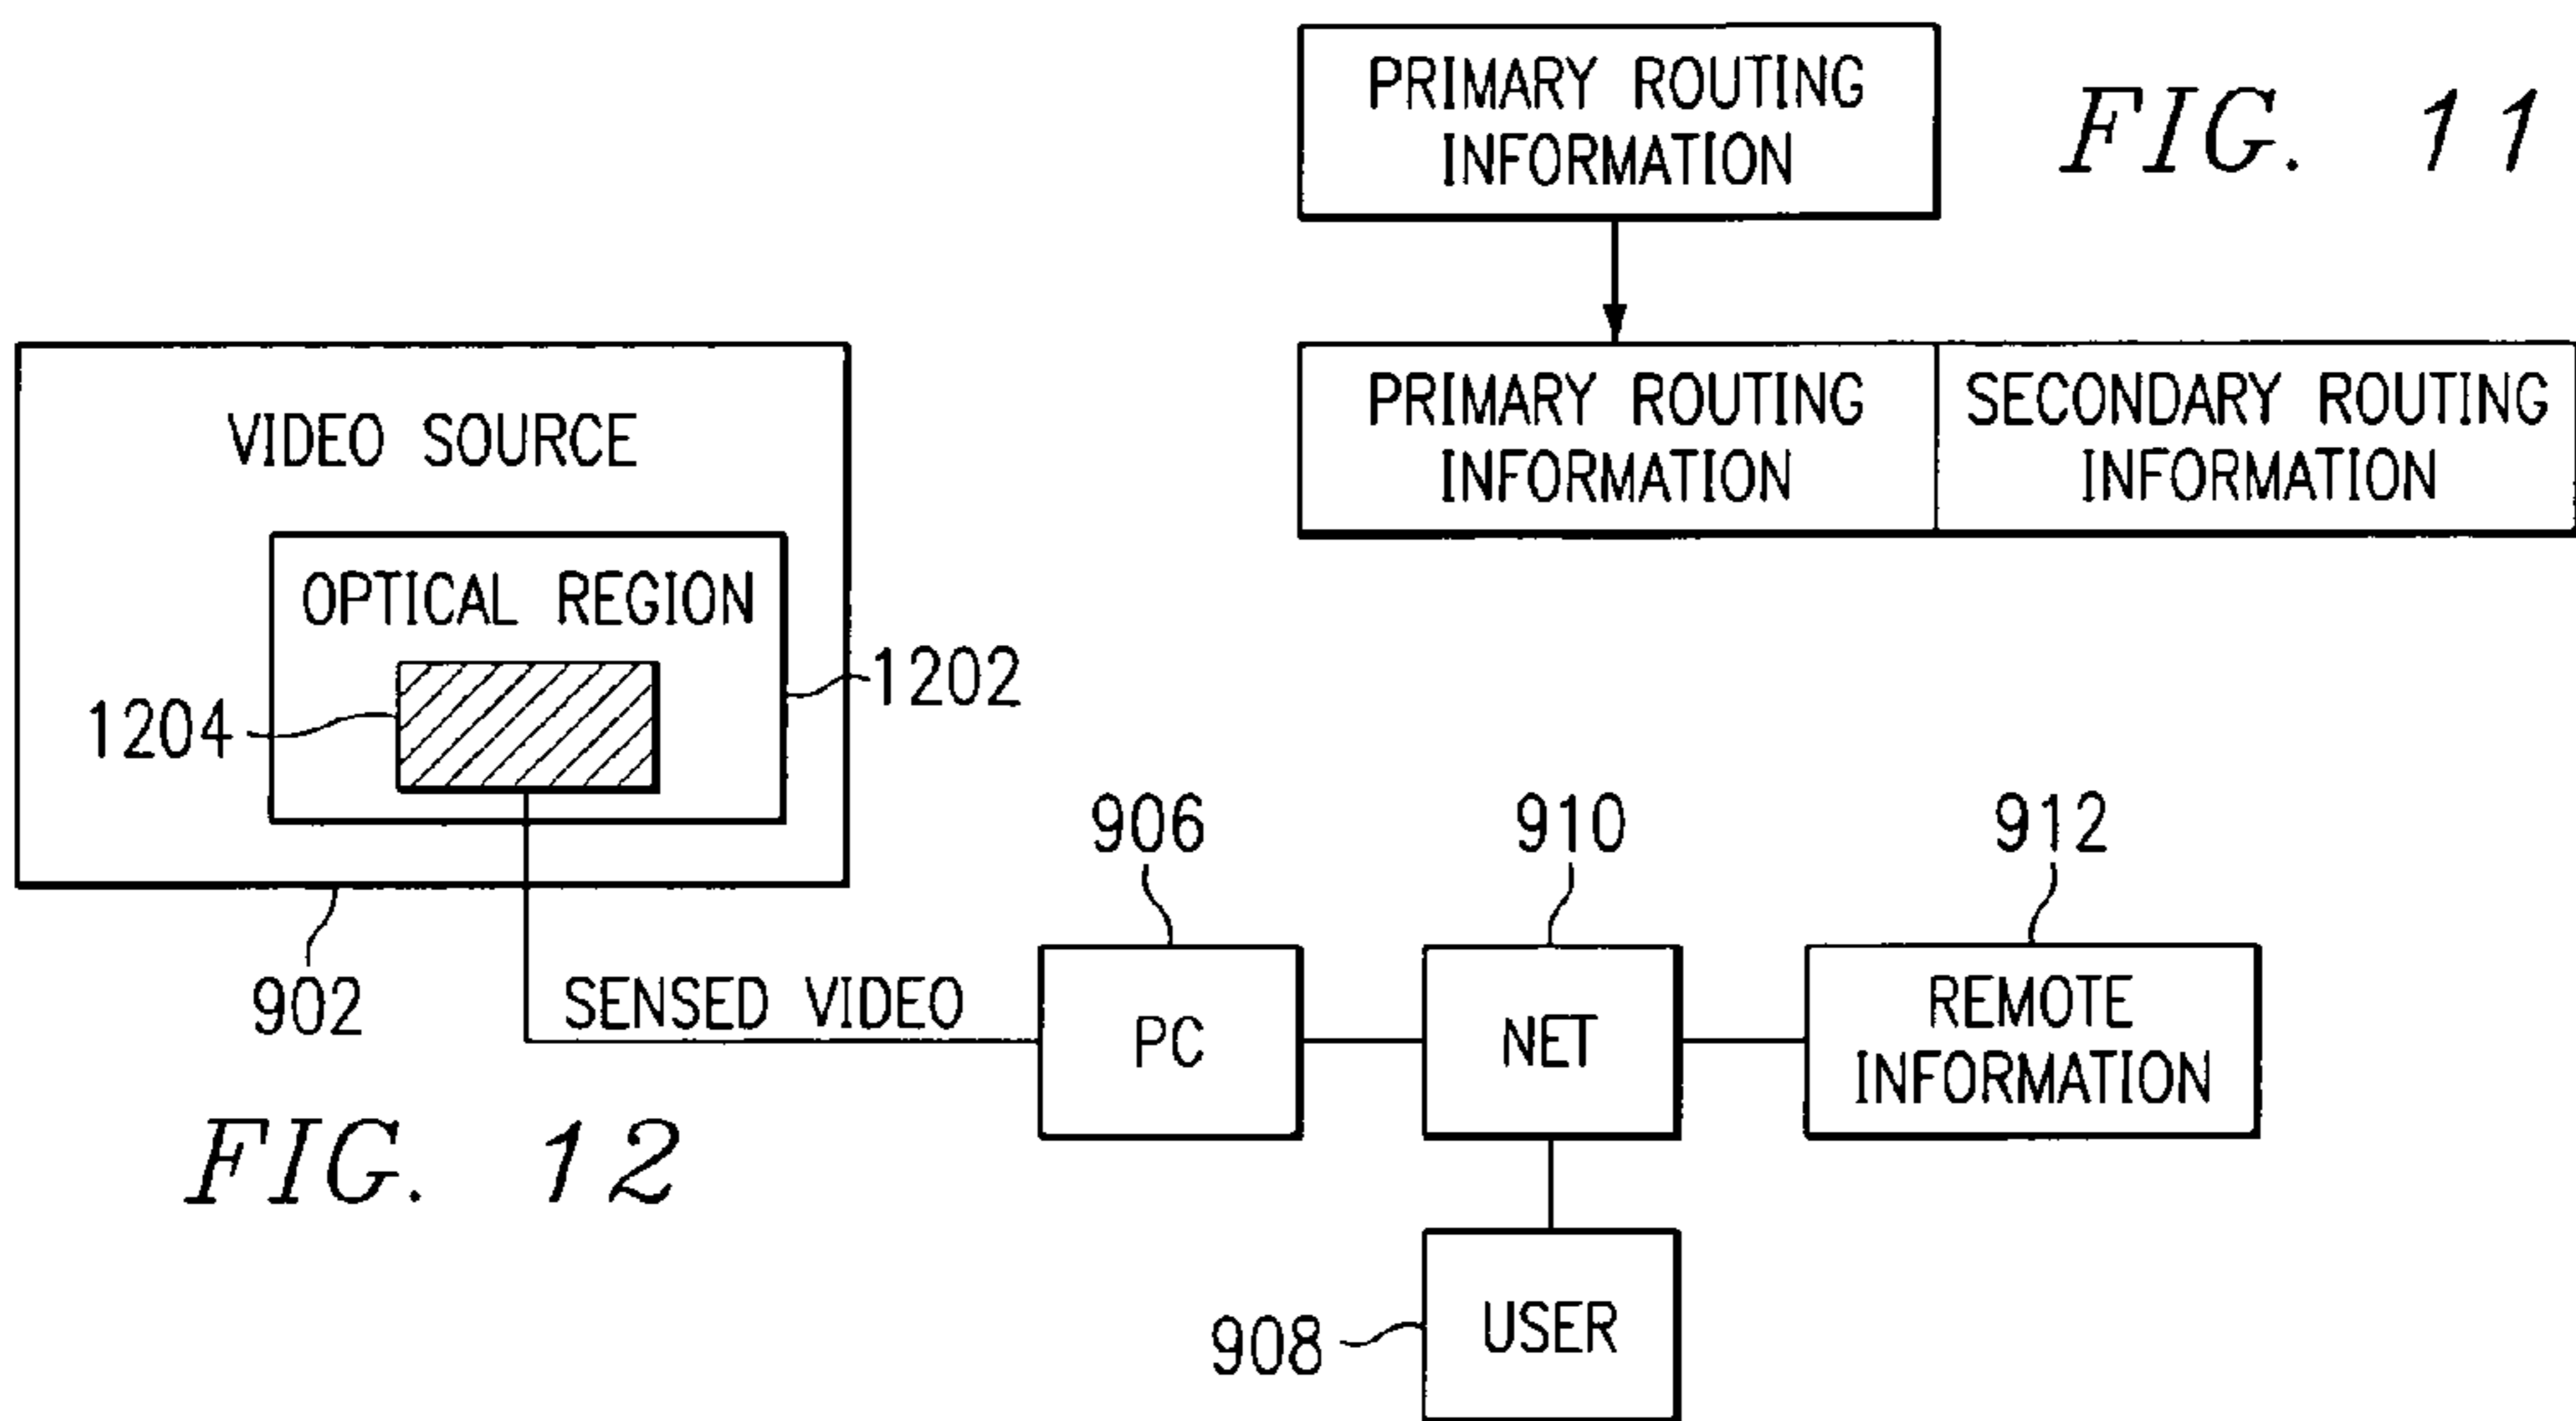 PRIMARY ROUTING
INFORMATION
FIG. 11
PRIMARY ROUTING
INFORMATION
SECONDARY ROUTING
INFORMATION
VIDEO SOURCE
OPTICAL REGION
1202
1204
902
SENSED VIDEO
906
PC
910
NET
912
REMOTE
INFORMATION
908
USER
FIG. 12